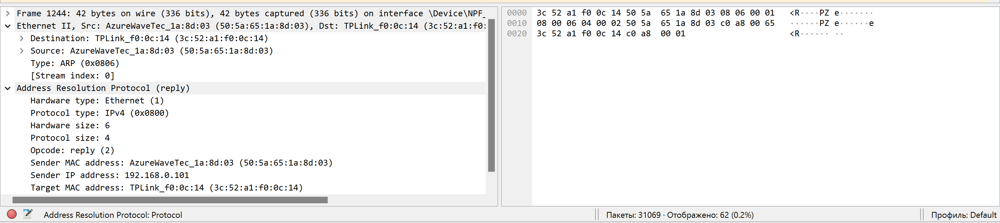 Frame 1244: 42 bytes on wire (336 bits), 42 bytes captured (336 bits) on interface \Device\NPF_
Ethernet II, Src: AzureWaveTec_1a:8d:03 (50:5a:65:1a:8d:03), Dst: TPLink_f0:0c:14 (3c:52:a1:f0:
Destination: TPLink_f0:0c:14 (3c:52:a1:f0:0c:14)
Source: AzureWaveTec_1a:8d:03 (50:5a:65:1a:8d:03)
Type: ARP (0x0806)
[Stream index: 0]
Address Resolution Protocol (reply)
Hardware type: Ethernet (1)
Protocol type: IPv4 (0x0800)
Hardware size: 6
Protocol size: 4
Opcode: reply (2)
Sender MAC address: AzureWaveTec_1a:8d:03 (50:5a:65:1a:8d:03)
Sender IP address: 192.168.0.101
Target MAC address: TPLink_f0:0c:14 (3c:52:a1:f0:0c:14)
0000 3c 52 a1 f0 0c 14 50 5a 65 1a 8d 03 08 06 00 01 <R····PZ e·······
0010 08 00 06 04 00 02 50 5a 65 1a 8d 03 c0 a8 00 65 ······PZ e······e
0020 3c 52 a1 f0 0c 14 c0 a8 00 01 <R······ ··
Address Resolution Protocol: Protocol
Пакеты: 31069 · Отображено: 62 (0.2%)
Профиль: Default